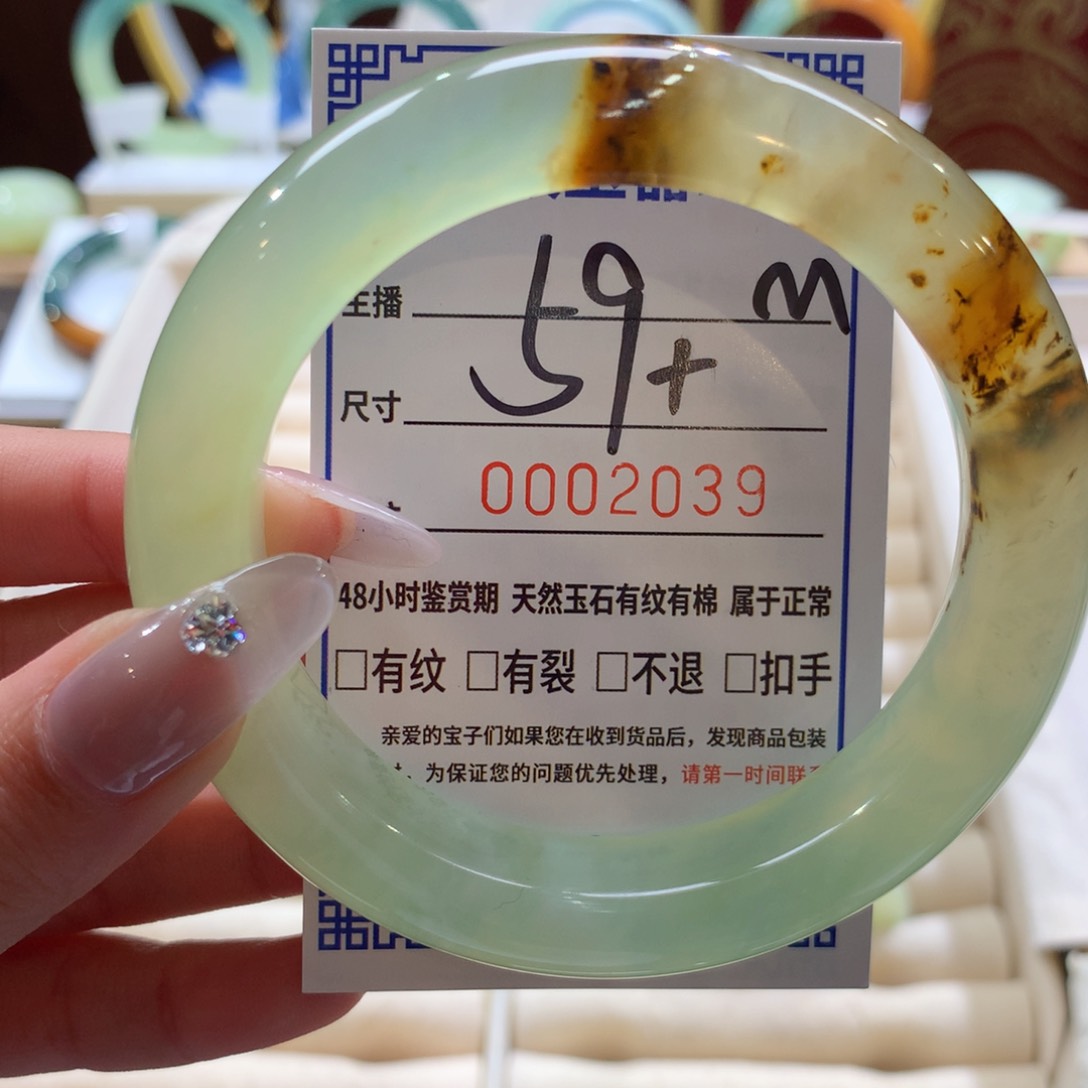 主播 M
尺寸 59+
0002039
48小时鉴赏期 天然玉石有纹有棉 属于正常
□有纹 □有裂 □不退 □扣手
亲爱的宝子们如果您在收到货品后，发现商品包装
、为保证您的问题优先处理，请第一时间联